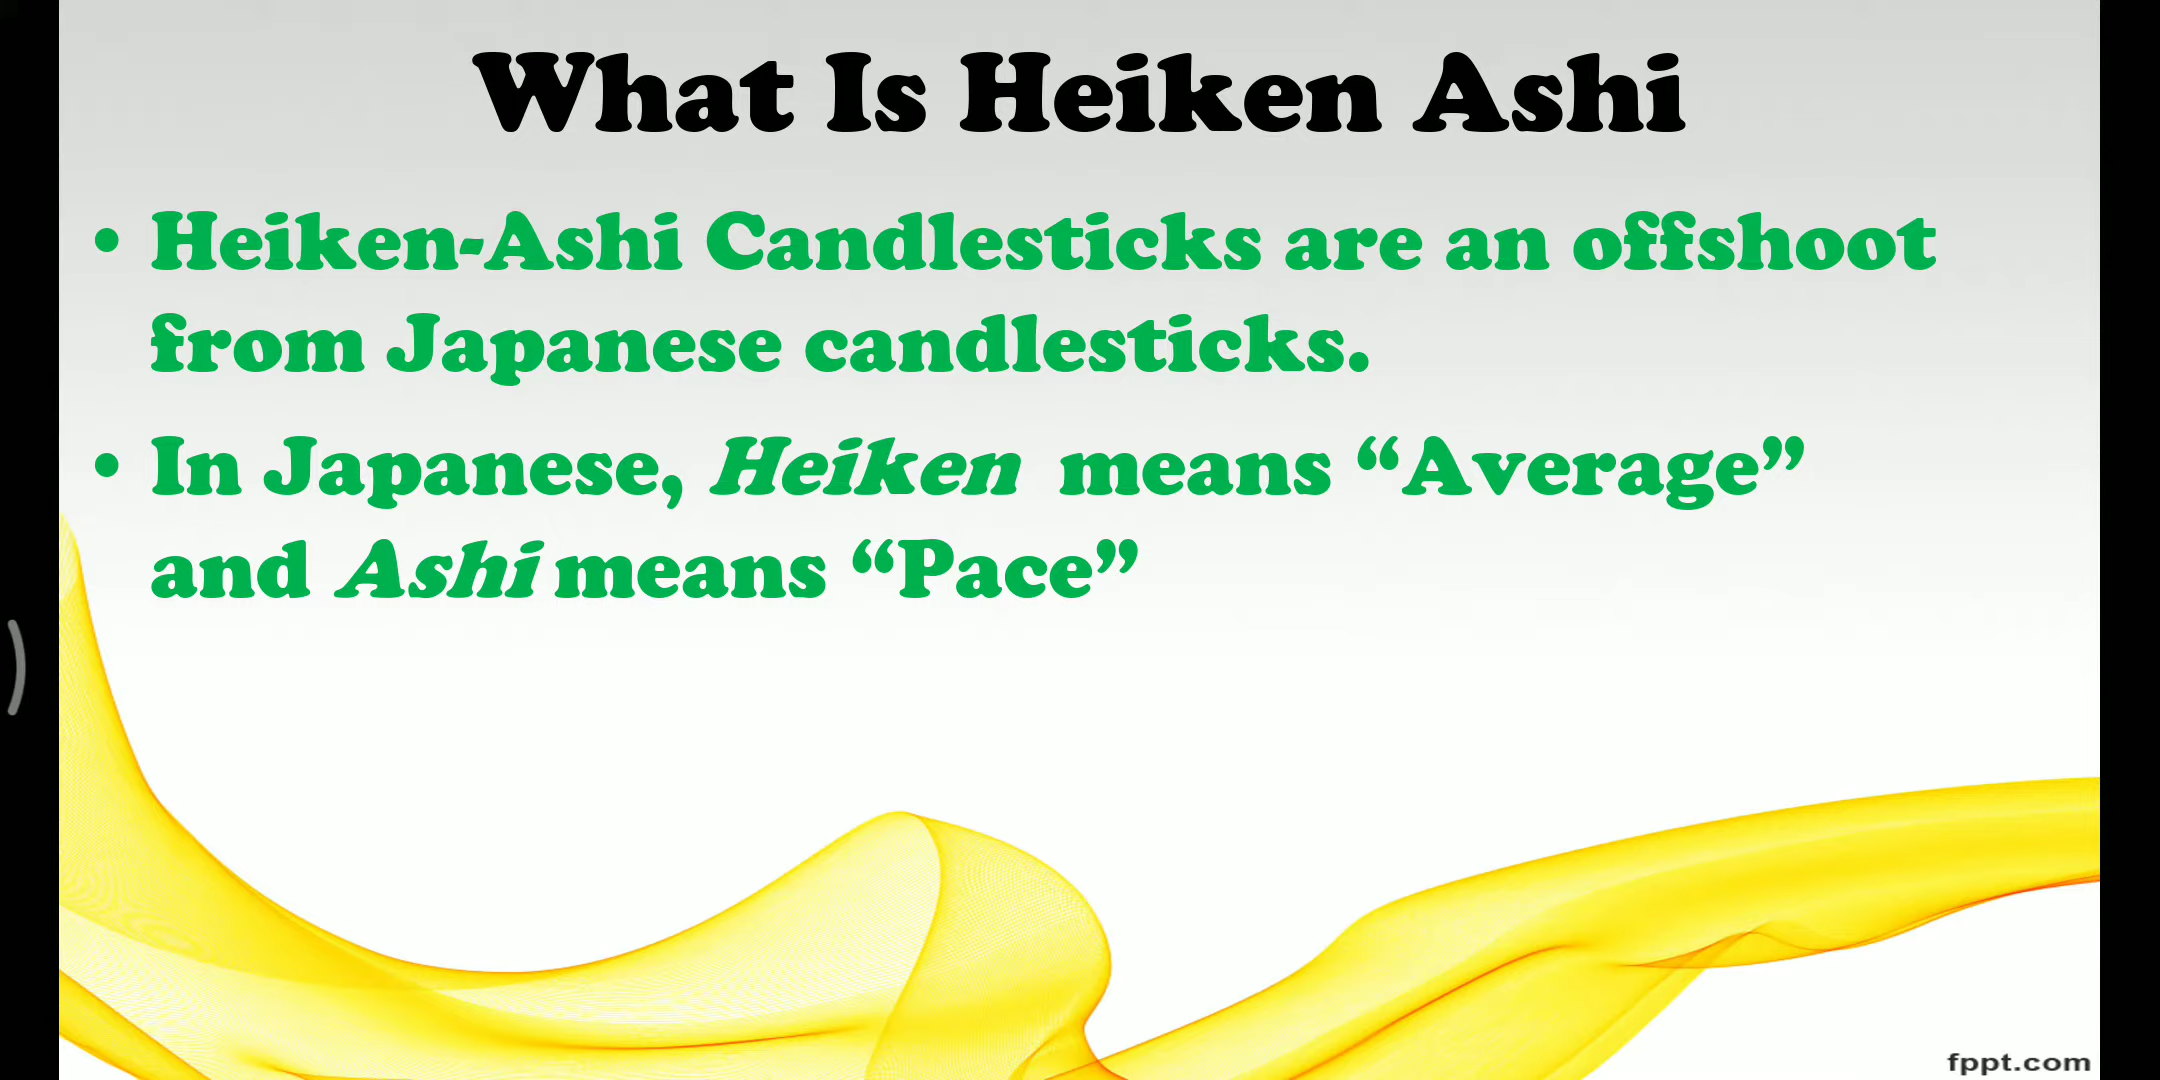 What Is Heiken Ashi
• Heiken-Ashi Candlesticks are an offshoot
from Japanese candlesticks.
• In Japanese, Heiken means “Average”
and Ashi means “Pace”
fppt.com